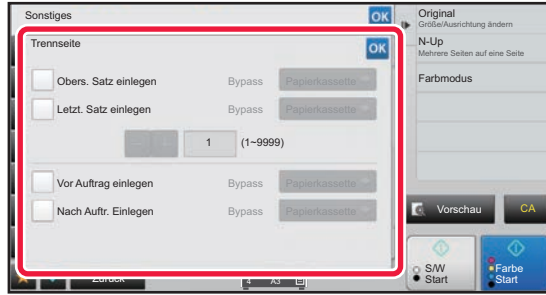 Sonstiges
OK
Trennseite
OK
Obers. Satz einlegen
Bypass
Papierkassette
Letzt. Satz einlegen
Bypass
Papierkassette
1
(1~9999)
Vor Auftrag einlegen
Bypass
Papierkassette
Nach Auftr. Einlegen
Bypass
Papierkassette
Zurück
4 A3
Original
Größe/Ausrichtung ändern
N-Up
Mehrere Seiten auf eine Seite
Farbmodus
Vorschau
CA
S/W
Start
Farbe
Start